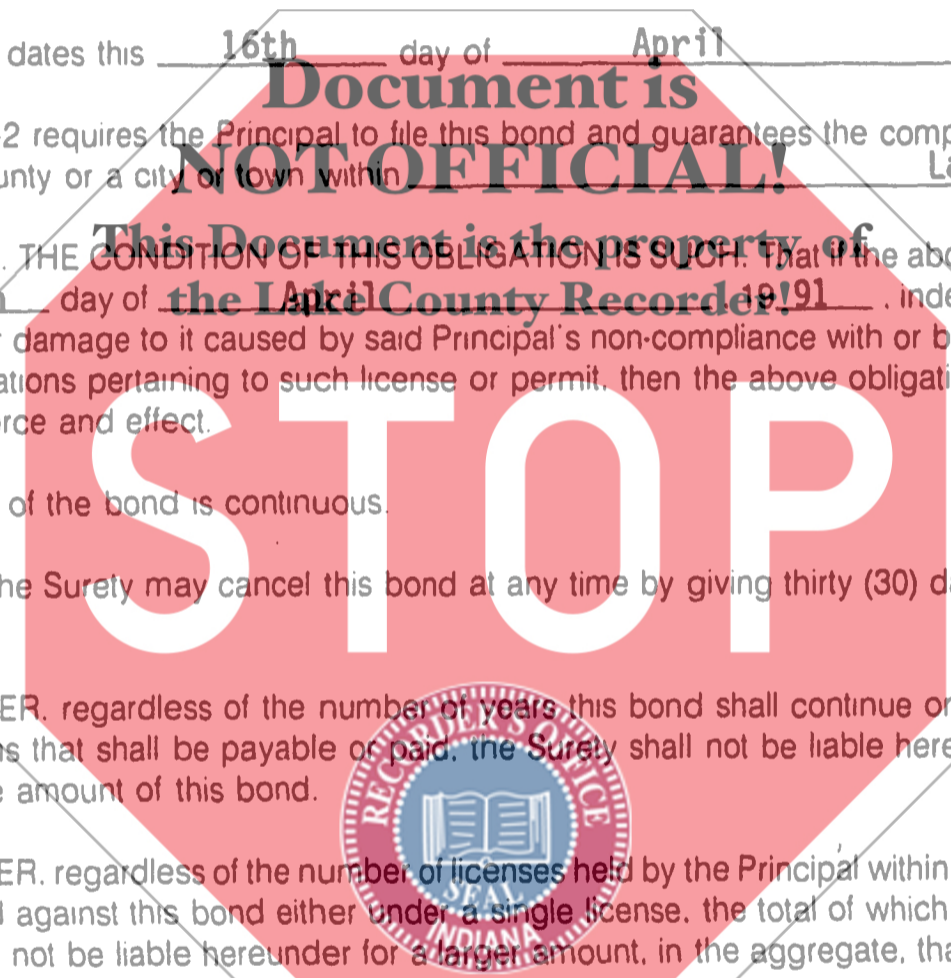 dates this 16th day of April
Document is
-2 requires the Principal to file this bond and guarantees the comp
unty or a city or town within La
NOT OFFICIAL!
This Document is the property of
THE CONDITION OF THIS OBLIGATION IS SUCH. That if the abo
day of April 19 91 , inde
the Lake County Recorder!
damage to it caused by said Principal's non-compliance with or b
ations pertaining to such license or permit, then the above obligati
rce and effect.
STOP
of the bond is continuous.
he Surety may cancel this bond at any time by giving thirty (30) d
ER. regardless of the number of years this bond shall continue or
s that shall be payable or paid, the Surety shall not be liable here
e amount of this bond.
RECORDER'S OFFICE
SEAL
INDIANA
ER. regardless of the number of licenses held by the Principal within
against this bond either under a single license, the total of which
not be liable hereunder for a larger amount, in the aggregate, tha